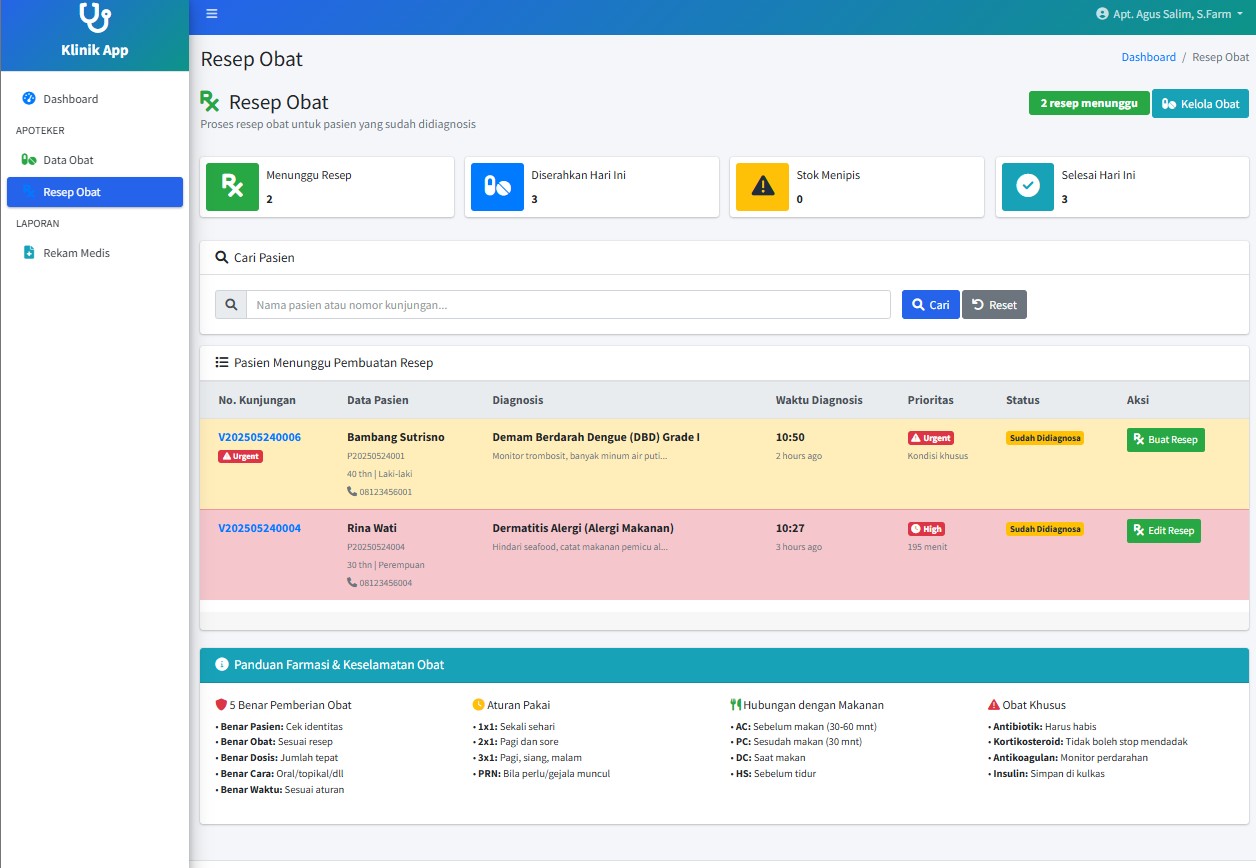 Klinik App
Apt. Agus Salim, S.Farm
Dashboard
APOTEKER
Data Obat
Resep Obat
LAPORAN
Rekam Medis
Resep Obat
Dashboard / Resep Obat
Resep Obat
Proses resep obat untuk pasien yang sudah didiagnosis
2 resep menunggu
Kelola Obat
Menunggu Resep
2
Diserahkan Hari Ini
3
Stok Menipis
0
Selesai Hari Ini
3
Cari Pasien
Nama pasien atau nomor kunjungan...
Cari
Reset
Pasien Menunggu Pembuatan Resep
No. Kunjungan Data Pasien Diagnosis Waktu Diagnosis Prioritas Status Aksi
V202505240006
Urgent
Bambang Sutrisno
P20250524001
40 thn | Laki-laki
08123456001
Demam Berdarah Dengue (DBD) Grade I
Monitor trombosit, banyak minum air puti...
10:50
2 hours ago
Urgent
Kondisi khusus
Sudah Didiagnosa
Buat Resep
V202505240004
Rina Wati
P20250524004
30 thn | Perempuan
08123456004
Dermatitis Alergi (Alergi Makanan)
Hindari seafood, catat makanan pemicu al...
10:27
3 hours ago
High
195 menit
Sudah Didiagnosa
Edit Resep
Panduan Farmasi & Keselamatan Obat
5 Benar Pemberian Obat
• Benar Pasien: Cek identitas
• Benar Obat: Sesuai resep
• Benar Dosis: Jumlah tepat
• Benar Cara: Oral/topikal/dll
• Benar Waktu: Sesuai aturan
Aturan Pakai
• 1x1: Sekali sehari
• 2x1: Pagi dan sore
• 3x1: Pagi, siang, malam
• PRN: Bila perlu/gejala muncul
Hubungan dengan Makanan
• AC: Sebelum makan (30-60 mnt)
• PC: Sesudah makan (30 mnt)
• DC: Saat makan
• HS: Sebelum tidur
Obat Khusus
• Antibiotik: Harus habis
• Kortikosteroid: Tidak boleh stop mendadak
• Antikoagulan: Monitor perdarahan
• Insulin: Simpan di kulkas